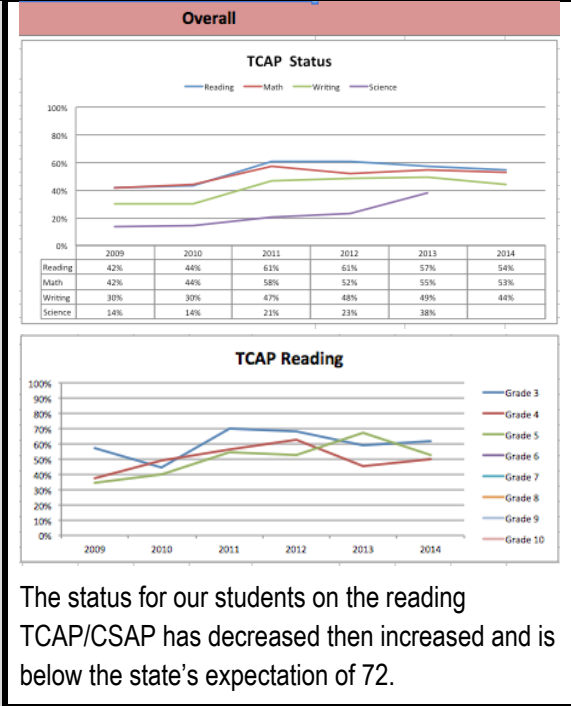 Overall
TCAP Status
Reading Math Writing Science
100%
80%
60%
40%
20%
0%
2009 2010 2011 2012 2013 2014
Reading 42% 44% 61% 61% 57% 54%
Math 42% 44% 58% 52% 55% 53%
Writing 30% 30% 47% 48% 49% 44%
Science 14% 14% 21% 23% 38%
TCAP Reading
100%
90%
80%
70%
60%
50%
40%
30%
20%
10%
0%
2009 2010 2011 2012 2013 2014
Grade 3
Grade 4
Grade 5
Grade 6
Grade 7
Grade 8
Grade 9
Grade 10
The status for our students on the reading
TCAP/CSAP has decreased then increased and is
below the state’s expectation of 72.